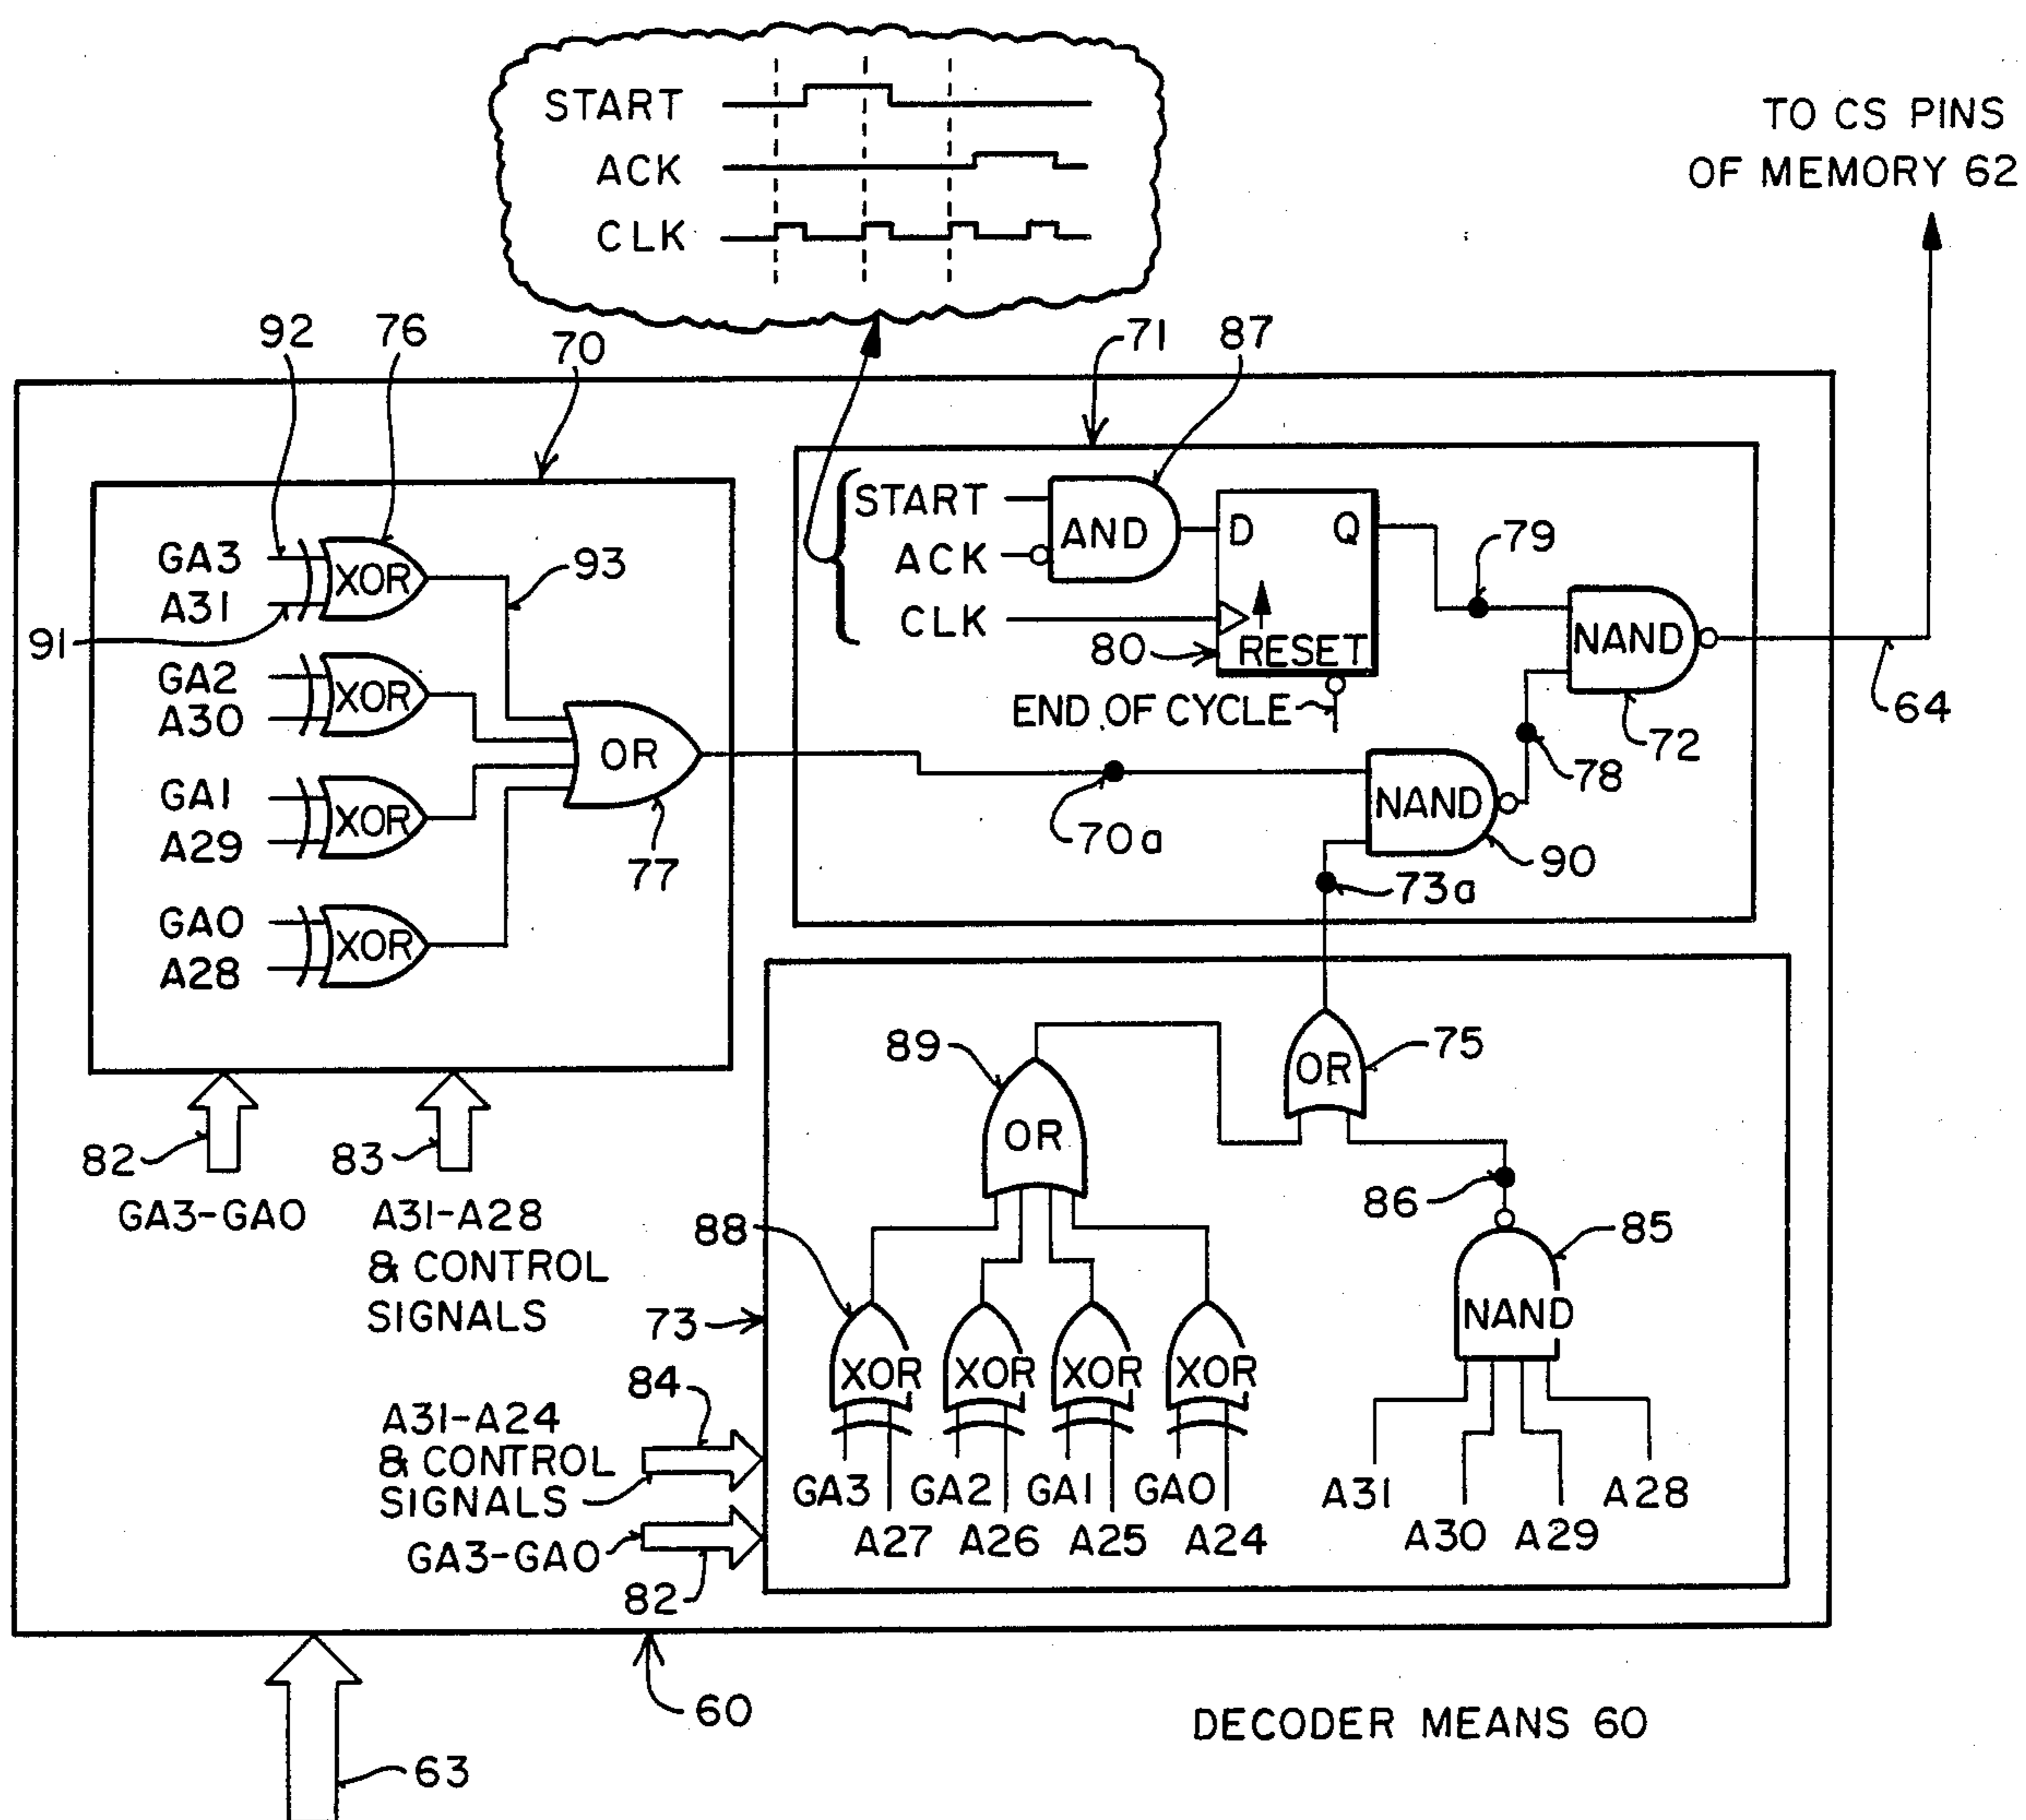 START
ACK
CLK
TO CS PINS
OF MEMORY 62
92
76
70
71
87
GA3
A31
XOR
93
91
GA2
A30
XOR
GA1
A29
XOR
GA0
A28
XOR
OR
77
START
ACK
CLK
AND
D
Q
RESET
80
END OF CYCLE
79
NAND
72
64
78
70a
NAND
90
73a
82
GA3-GA0
83
A31-A28
& CONTROL
SIGNALS
89
OR
OR
75
86
85
NAND
88
73
XOR
XOR
XOR
XOR
84
A31-A24
& CONTROL
SIGNALS
GA3-GA0
82
GA3
A27
GA2
A26
GA1
A25
GA0
A24
A31
A30
A29
A28
60
63
DECODER MEANS 60